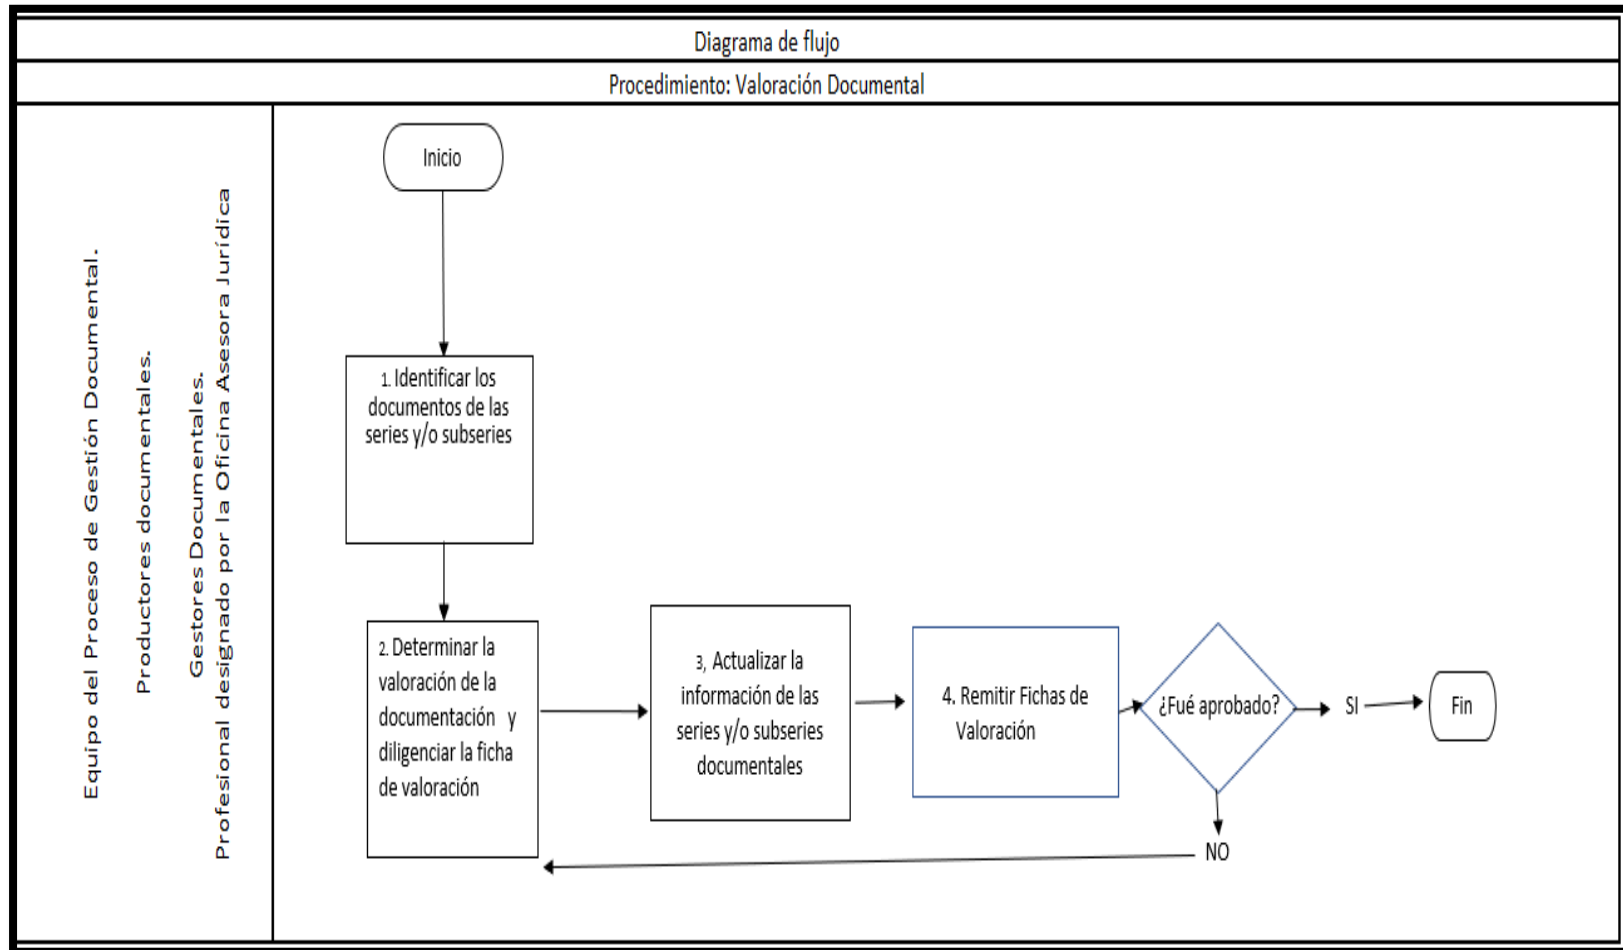 Diagrama de flujo
Procedimiento: Valoración Documental
Equipo del Proceso de Gestión Documental.
Productores documentales.
Gestores Documentales.
Profesional designado por la Oficina Asesora Jurídica
Inicio
1. Identificar los
documentos de las
series y/o subseries
2. Determinar la
valoración de la
documentación y
diligenciar la ficha
de valoración
3, Actualizar la
información de las
series y/o subseries
documentales
4. Remitir Fichas de
Valoración
¿Fué aprobado?
SI
Fin
NO